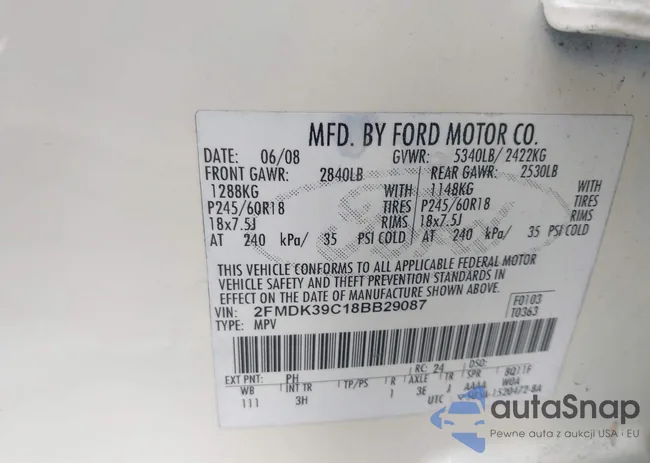 MFD. BY FORD MOTOR CO.
DATE: 06/08 GVWR: 5340LB/ 2422KG
FRONT GAWR: 2840LB REAR GAWR: 2530LB
1288KG WITH 1148KG WITH
P245/60R18 TIRES P245/60R18 TIRES
18x7.5J RIMS 18x7.5J RIMS
AT 240 kPa/ 35 PSI COLD AT 240 kPa/ 35 PSI COLD
THIS VEHICLE CONFORMS TO ALL APPLICABLE FEDERAL MOTOR
VEHICLE SAFETY AND THEFT PREVENTION STANDARDS IN
EFFECT ON THE DATE OF MANUFACTURE SHOWN ABOVE.
VIN: 2FMDK39C18BB29087 F0103
TYPE: MPV T0363
EXT PNT: PH RC: 24 DSO:
WB INT TR TP/PS R AXLE TR SPR
111 3H 1 3E AAAA
UTC
autaSnap
Pewne auta z aukcji USA i EU